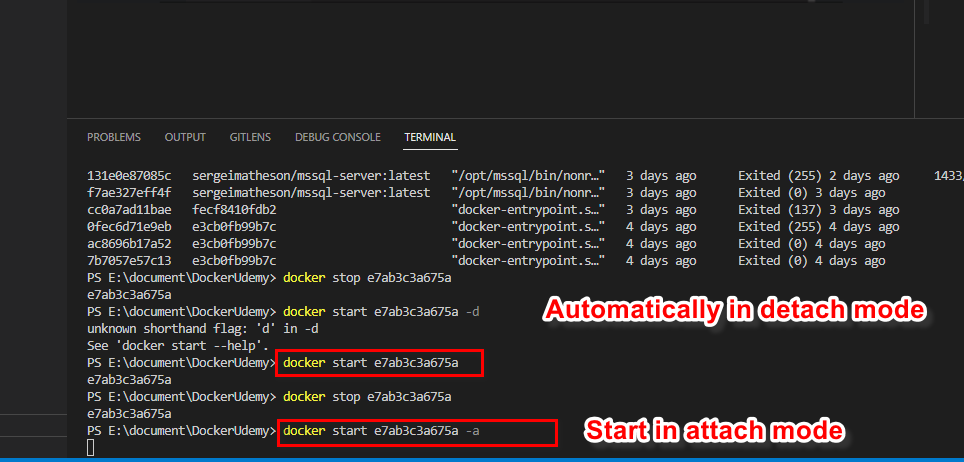 PROBLEMS OUTPUT GITLENS DEBUG CONSOLE TERMINAL
131e0e87085c sergeimatheson/mssql-server:latest "/opt/mssql/bin/nonr…" 3 days ago Exited (255) 2 days ago 1433,
f7ae327eff4f sergeimatheson/mssql-server:latest "/opt/mssql/bin/nonr…" 3 days ago Exited (0) 3 days ago
cc0a7ad11bae fecf8410fdb2 "docker-entrypoint.s…" 3 days ago Exited (137) 3 days ago
0fec6d71e9eb e3cb0fb99b7c "docker-entrypoint.s…" 4 days ago Exited (255) 4 days ago
ac8696b17a52 e3cb0fb99b7c "docker-entrypoint.s…" 4 days ago Exited (0) 4 days ago
7b7057e57c13 e3cb0fb99b7c "docker-entrypoint.s…" 4 days ago Exited (0) 4 days ago
PS E:\document\DockerUdemy> docker stop e7ab3c3a675a
e7ab3c3a675a
PS E:\document\DockerUdemy> docker start e7ab3c3a675a -d
Automatically in detach mode
unknown shorthand flag: 'd' in -d
See 'docker start --help'.
PS E:\document\DockerUdemy> docker start e7ab3c3a675a
e7ab3c3a675a
PS E:\document\DockerUdemy> docker stop e7ab3c3a675a
e7ab3c3a675a
PS E:\document\DockerUdemy> docker start e7ab3c3a675a -a
Start in attach mode